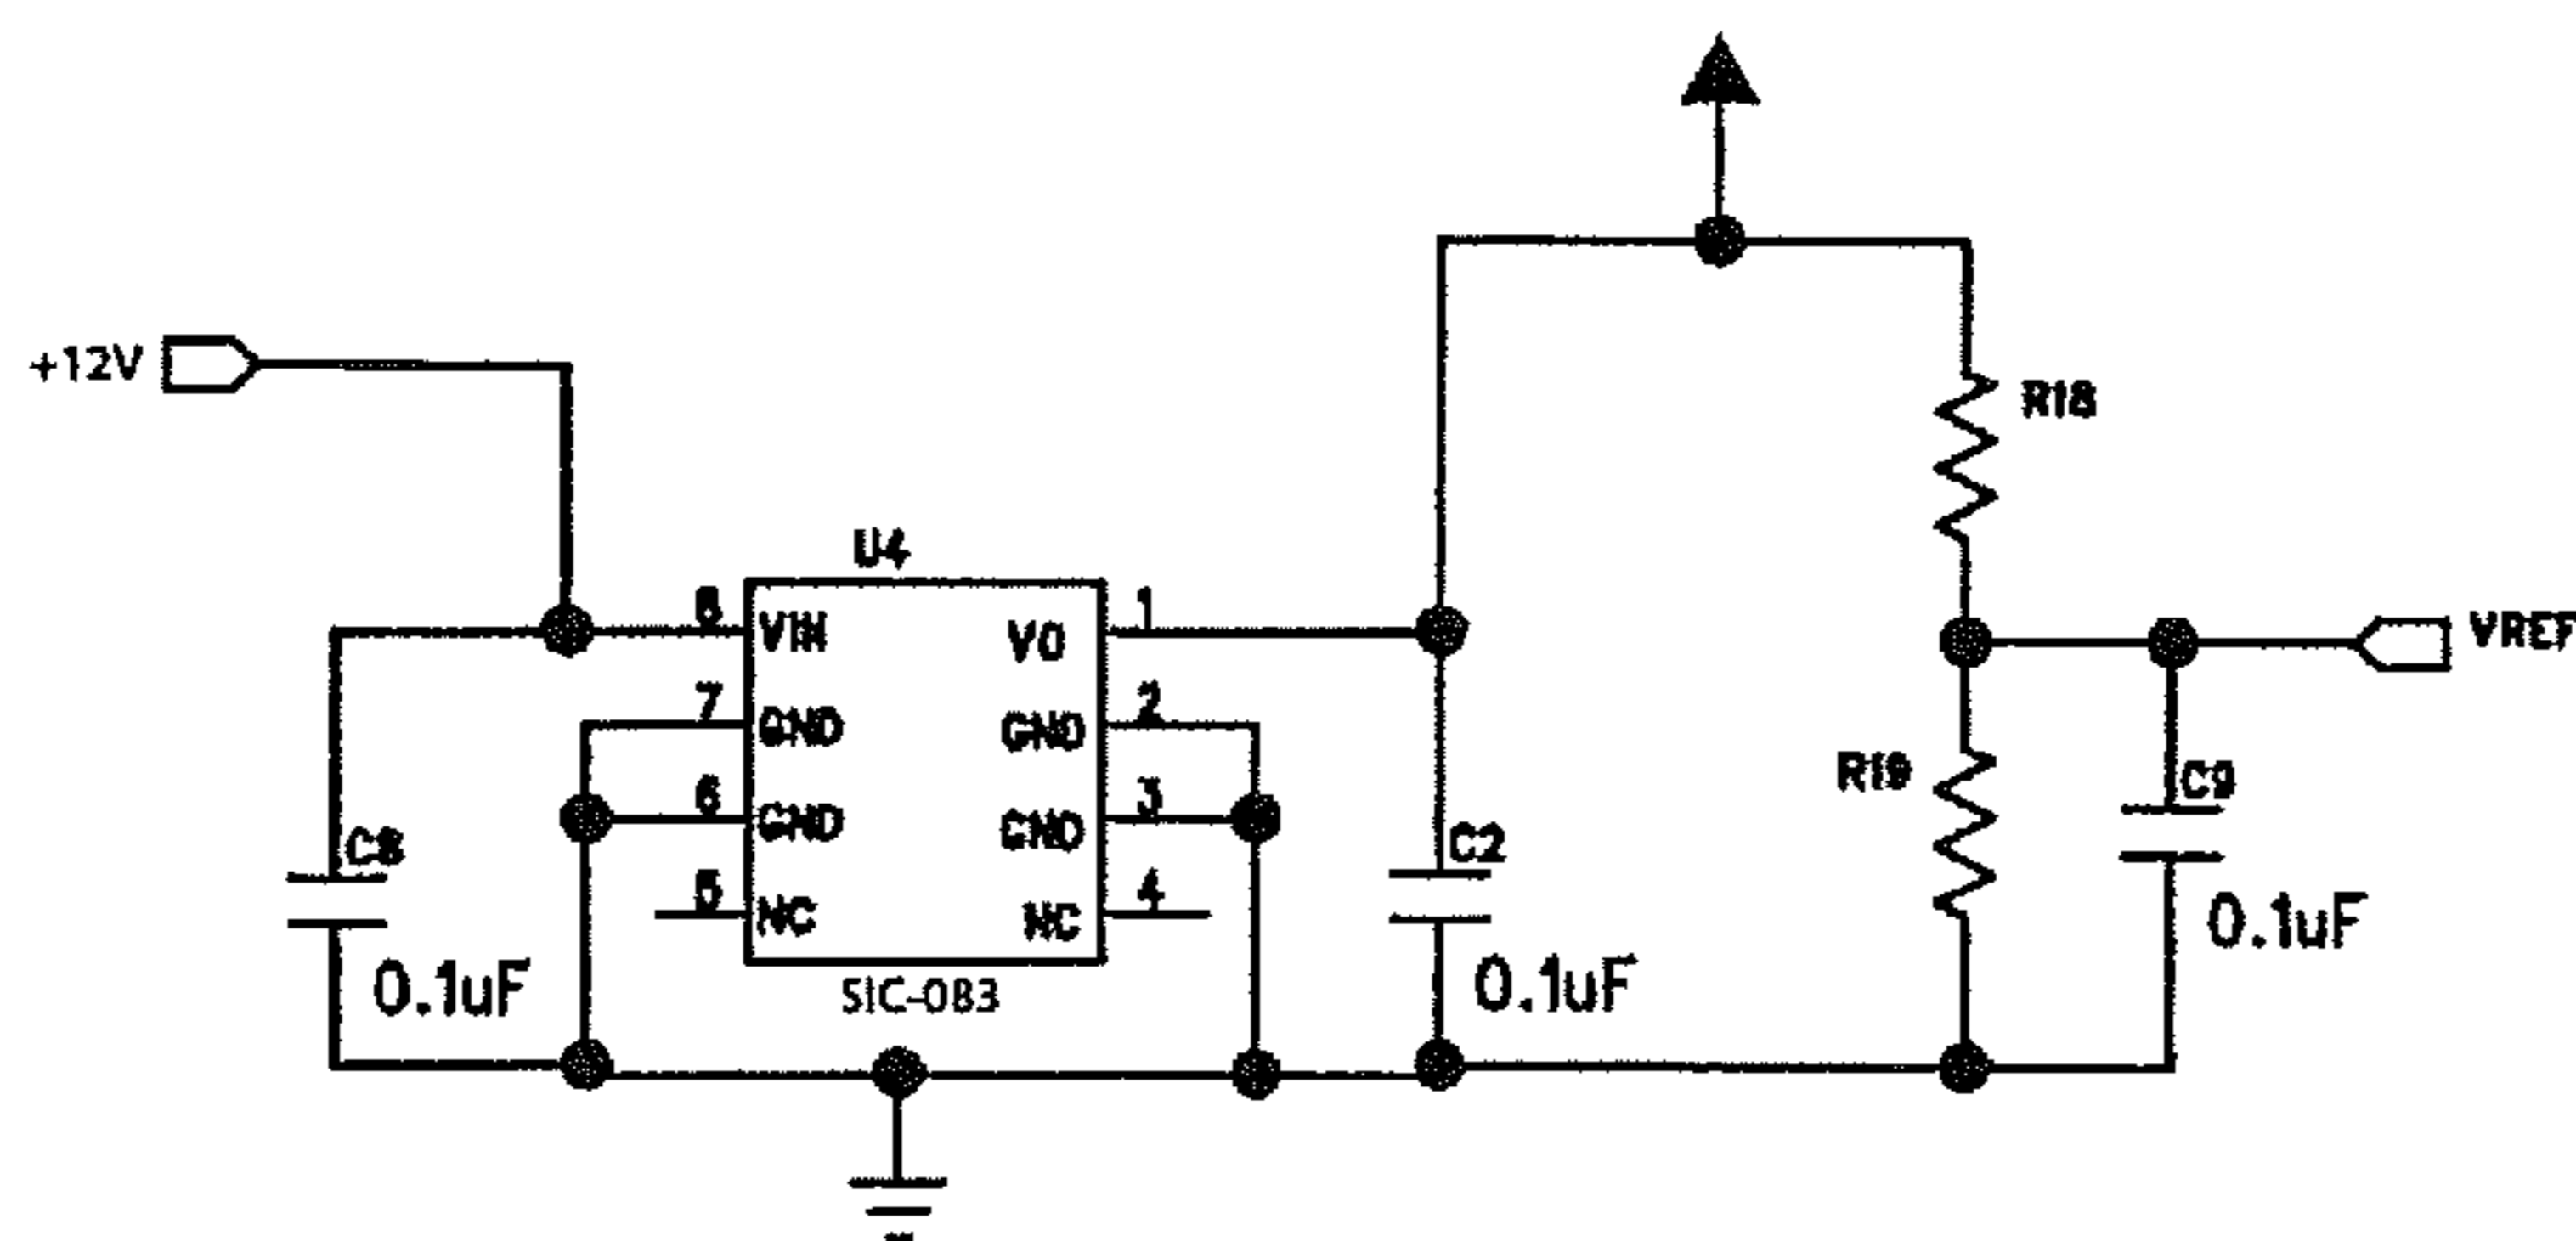 +12V
R18
U4
8
VIN
VO
1
VREF
7
GND
GND
2
6
GND
GND
3
5
NC
NC
4
R19
C9
0.1uF
C8
0.1uF
C2
0.1uF
SIC-083